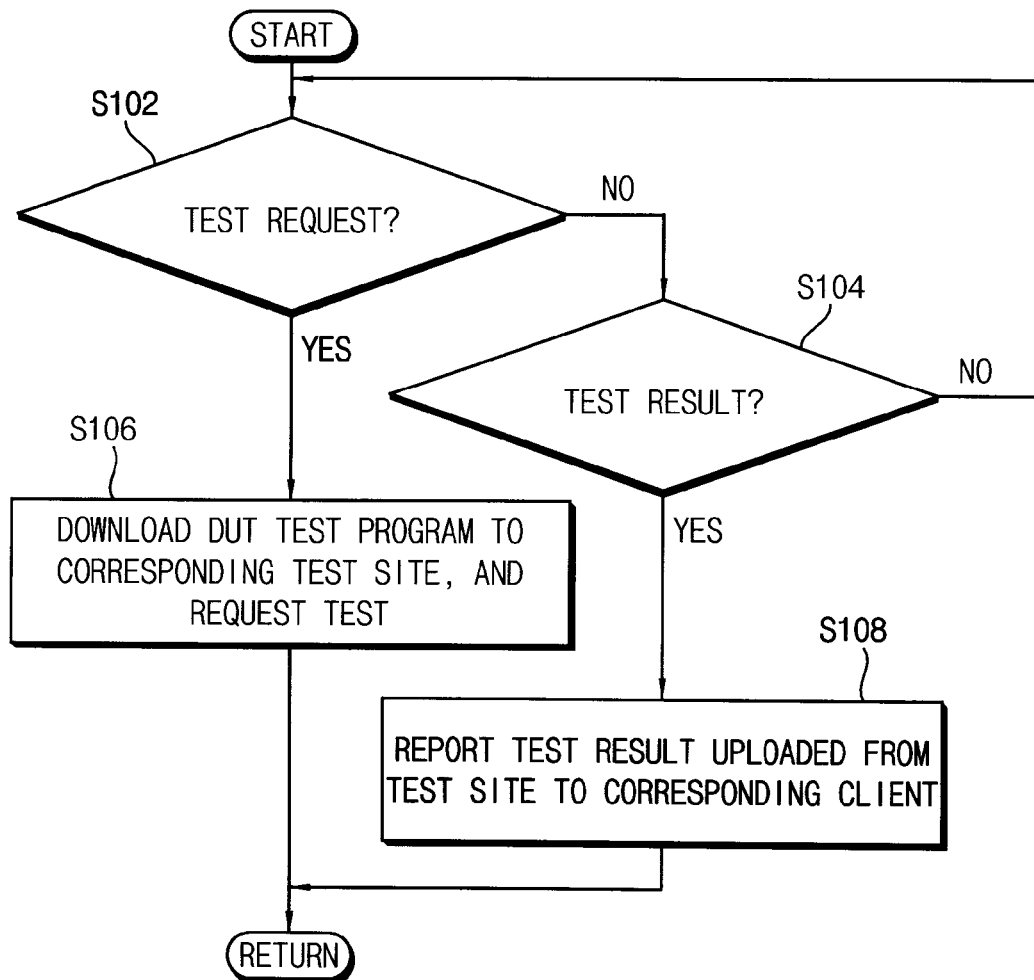 START
S102
TEST REQUEST?
NO
S104
YES
TEST RESULT?
NO
S106
DOWNLOAD DUT TEST PROGRAM TO
CORRESPONDING TEST SITE, AND
REQUEST TEST
YES
S108
REPORT TEST RESULT UPLOADED FROM
TEST SITE TO CORRESPONDING CLIENT
RETURN